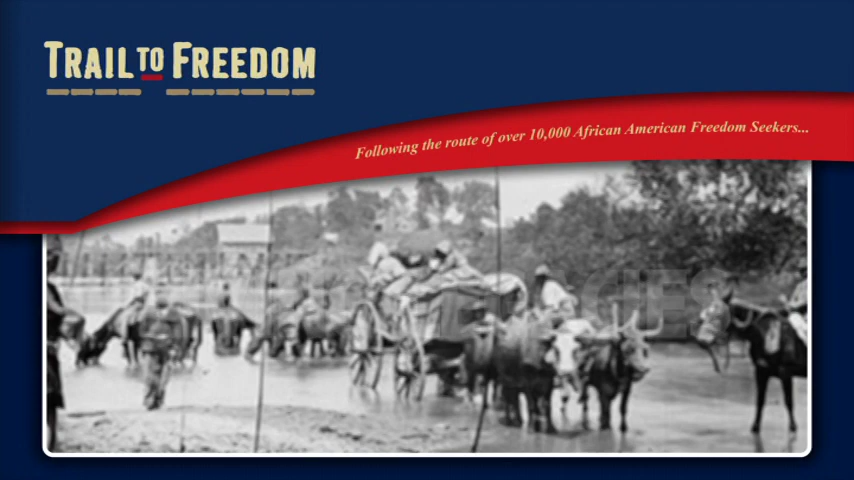 TRAIL TO FREEDOM
Following the route of over 10,000 African American Freedom Seekers...